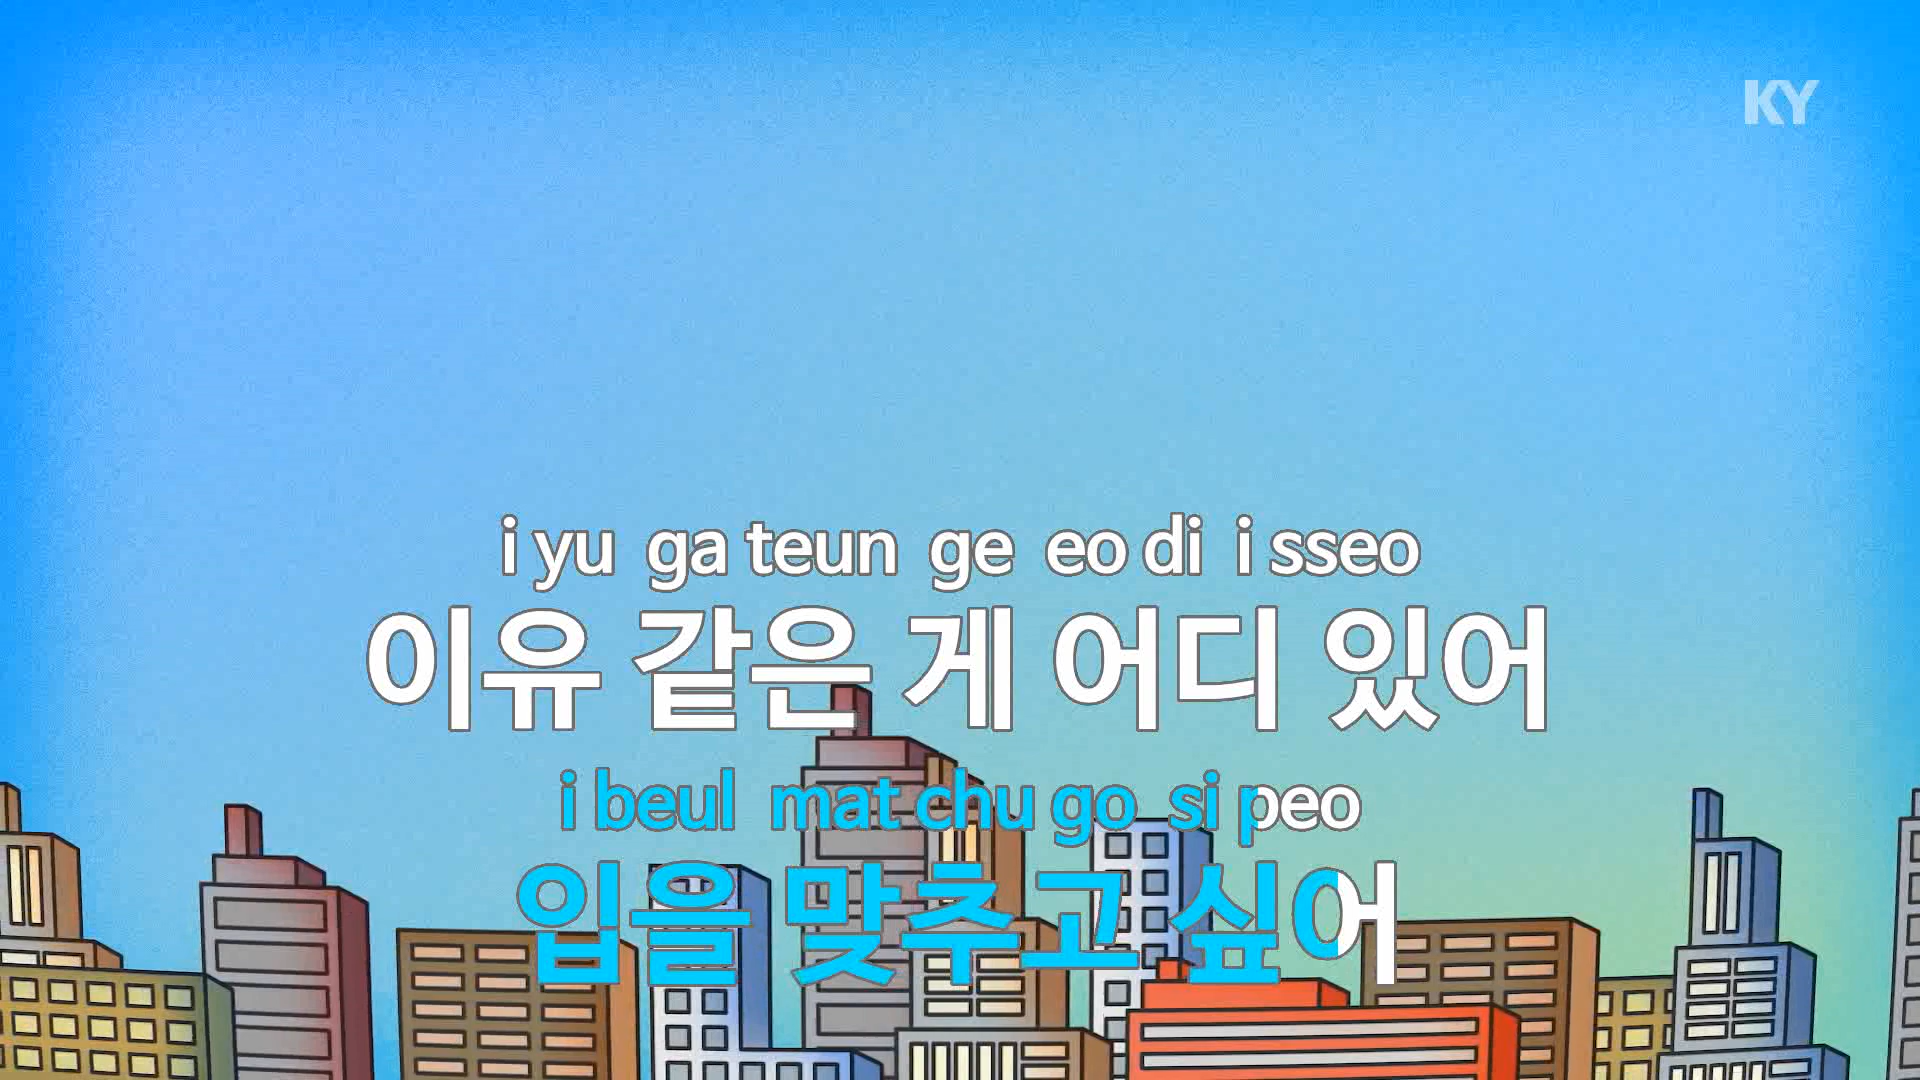 KY
i yu ga teun ge eo di i sseo
이유 같은 게 어디 있어
i beul mat chu go si peo
입을 맞추고 싶어